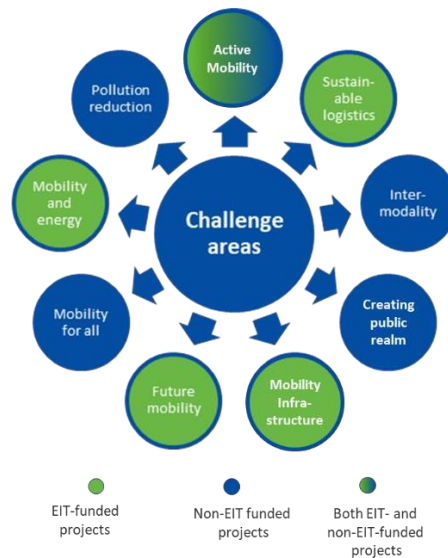 Active
Mobility
Sustain-
able
logistics
Inter-
modality
Creating
public
realm
Mobility
Infra-
structure
Future
mobility
Mobility
for all
Mobility
and
energy
Pollution
reduction
Challenge
areas
EIT-funded
projects
Non-EIT funded
projects
Both EIT- and
non-EIT-funded
projects